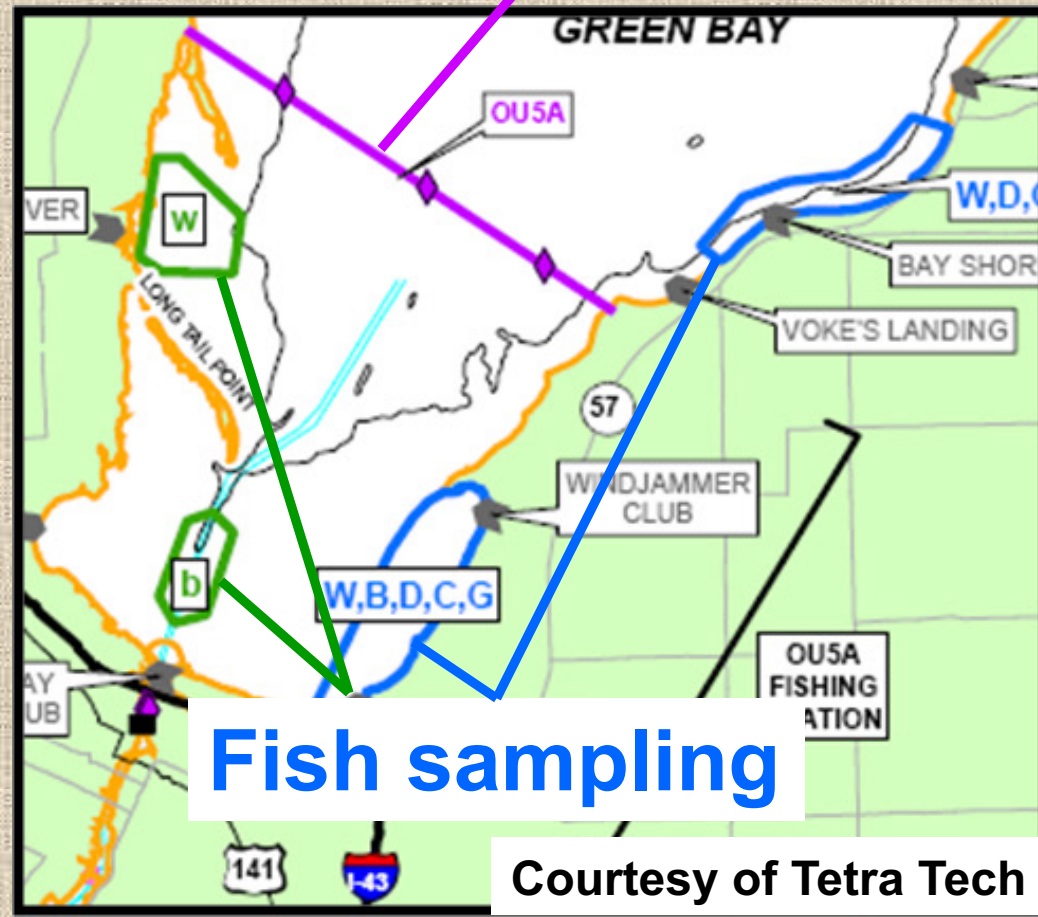 GREEN BAY
OU5A
w
VER
W,D,
BAY SHOR
LONG TAIL POINT
VOKE'S LANDING
57
WINDJAMMER
CLUB
b
W,B,D,C,G
OU5A
FISHING
ATION
AY
UB
Fish sampling
141
I-43
Courtesy of Tetra Tech